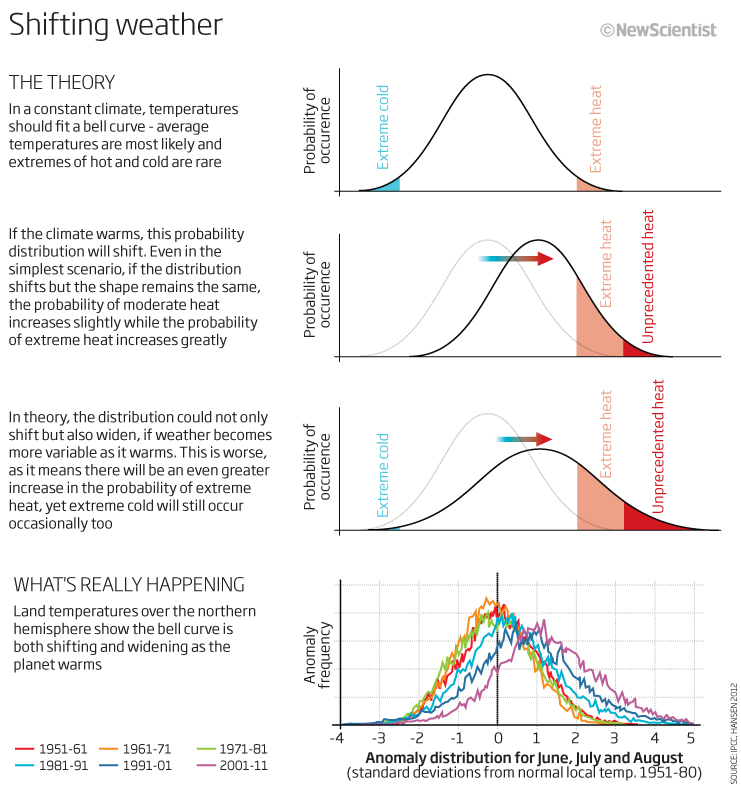 Shifting weather
©NewScientist
THE THEORY
In a constant climate, temperatures
should fit a bell curve - average
temperatures are most likely and
extremes of hot and cold are rare
Probability of
occurence
Extreme cold
Extreme heat
If the climate warms, this probability
distribution will shift. Even in the
simplest scenario, if the distribution
shifts but the shape remains the same,
the probability of moderate heat
increases slightly while the probability
of extreme heat increases greatly
Probability of
occurence
Extreme heat
Unprecedented heat
In theory, the distribution could not only
shift but also widen, if weather becomes
more variable as it warms. This is worse,
as it means there will be an even greater
increase in the probability of extreme
heat, yet extreme cold will still occur
occasionally too
Probability of
occurence
Extreme cold
Extreme heat
Unprecedented heat
WHAT'S REALLY HAPPENING
Land temperatures over the northern
hemisphere show the bell curve is
both shifting and widening as the
planet warms
1951-61 1961-71 1971-81
1981-91 1991-01 2001-11
Anomaly
frequency
-4 -3 -2 -1 0 1 2 3 4 5
Anomaly distribution for June, July and August
(standard deviations from normal local temp. 1951-80)
SOURCE: IPCC, HANSEN 2012